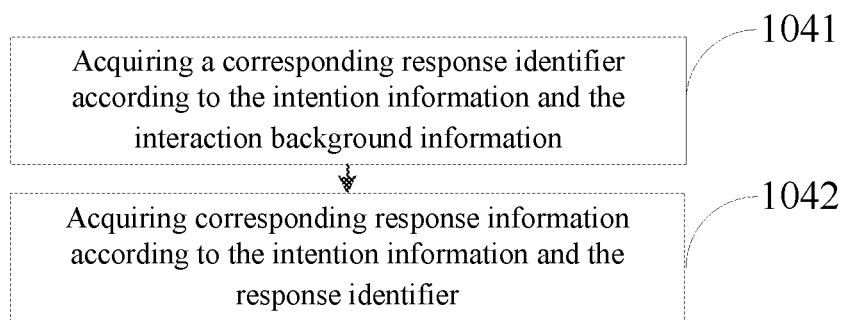 1041
Acquiring a corresponding response identifier
according to the intention information and the
interaction background information
1042
Acquiring corresponding response information
according to the intention information and the
response identifier